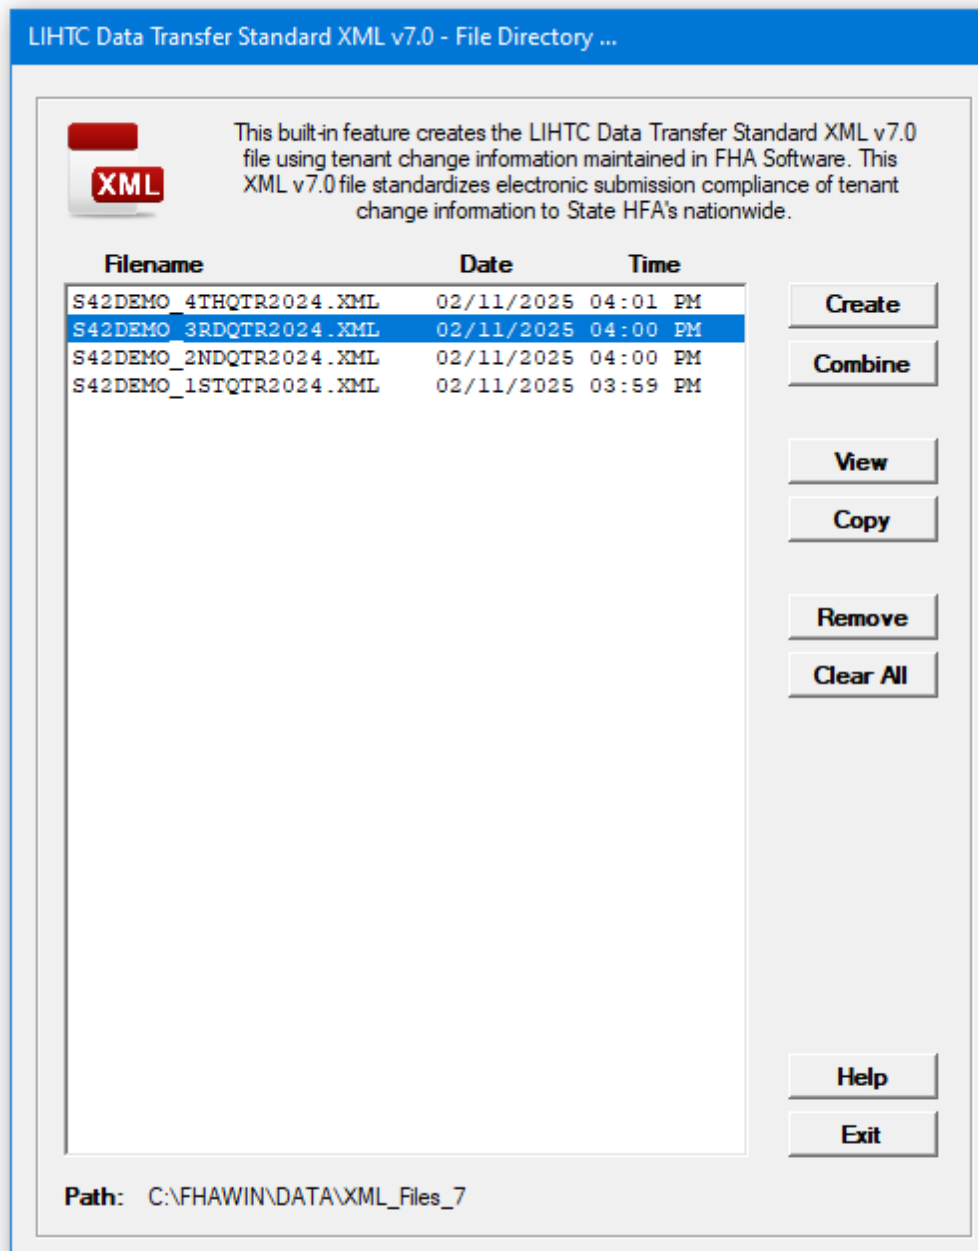 LIHTC Data Transfer Standard XML v7.0 - File Directory ...
XML
This built-in feature creates the LIHTC Data Transfer Standard XML v7.0
file using tenant change information maintained in FHA Software. This
XML v7.0 file standardizes electronic submission compliance of tenant
change information to State HFA's nationwide.
Filename Date Time
S42DEMO_4THQTR2024.XML 02/11/2025 04:01 PM
S42DEMO_3RDQTR2024.XML 02/11/2025 04:00 PM
S42DEMO_2NDQTR2024.XML 02/11/2025 04:00 PM
S42DEMO_1STQTR2024.XML 02/11/2025 03:59 PM
Create
Combine
View
Copy
Remove
Clear All
Help
Exit
Path: C:\FHAWIN\DATA\XML_Files_7